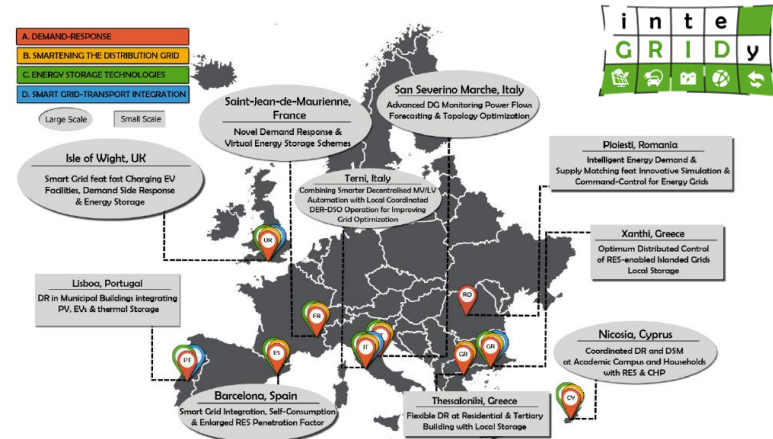 A. DEMAND-RESPONSE
B. SMARTENING THE DISTRIBUTION GRID
C. ENERGY STORAGE TECHNOLOGIES
D. SMART GRID-TRANSPORT INTEGRATION
Large Scale
Small Scale
inte
GRIDy
Saint-Jean-de-Maurienne,
France
Novel Demand Response &
Virtual Energy Storage Schemes
San Severino Marche, Italy
Advanced DG Monitoring Power Flows
Forecasting & Topology Optimization
Isle of Wight, UK
Smart Grid feat fast Charging EV
Facilities, Demand Side Response
& Energy Storage
Terni, Italy
Combining Smarter Decentralised MV/LV
Automation with Local Coordinated
DER-DSO Operation for Improving
Grid Optimization
Ploiesti, Romania
Intelligent Energy Demand &
Supply Matching feat Innovative Simulation &
Command-Control for Energy Grids
Xanthi, Greece
Optimum Distributed Control
of RES-enabled Islanded Grids
Local Storage
Lisboa, Portugal
DR in Municipal Buildings integrating
PV, EVs & thermal Storage
Nicosia, Cyprus
Coordinated DR and DSM
at Academic Campus and Households
with RES & CHP
Barcelona, Spain
Smart Grid Integration, Self-Consumption
& Enlarged RES Penetration Factor
Thessaloniki, Greece
Flexible DR at Residential & Tertiary
Building with Local Storage
UK
RO
FR
PT
ES
IT
GR
GR
CY